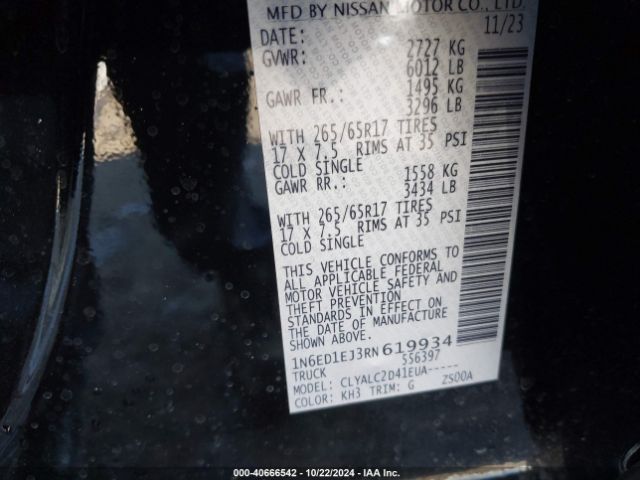 MFD BY NISSAN MOTOR CO., LTD.
DATE: 11/23
GVWR: 2727 KG
6012 LB
GAWR FR.: 1495 KG
3296 LB
WITH 265/65R17 TIRES
17 X 7.5 RIMS AT 35 PSI
COLD SINGLE
GAWR RR.: 1558 KG
3434 LB
WITH 265/65R17 TIRES
17 X 7.5 RIMS AT 35 PSI
COLD SINGLE
THIS VEHICLE CONFORMS TO
ALL APPLICABLE FEDERAL
MOTOR VEHICLE SAFETY AND
THEFT PREVENTION
STANDARDS IN EFFECT ON
THE DATE OF MANUFACTURE
SHOWN ABOVE.
1N6ED1EJ3RN619934
TRUCK 556397
MODEL: CLYALC2D41EUA-----
COLOR: KH3 TRIM: G Z500A
000-40666542 - 10/22/2024 - IAA Inc.